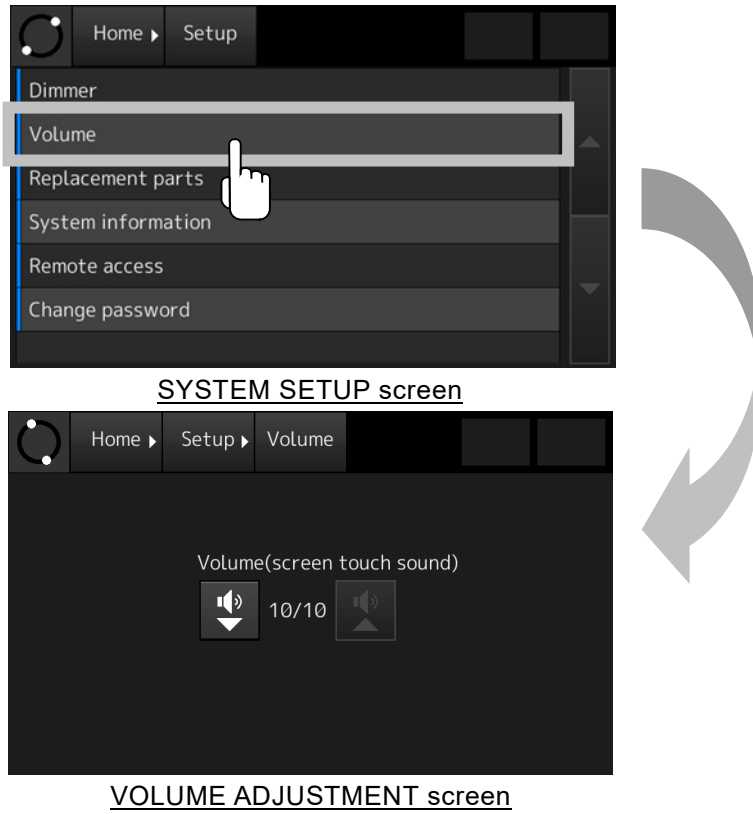 Home Setup
Dimmer
Volume
Replacement parts
System information
Remote access
Change password
SYSTEM SETUP screen
Home Setup Volume
Volume(screen touch sound)
10/10
VOLUME ADJUSTMENT screen